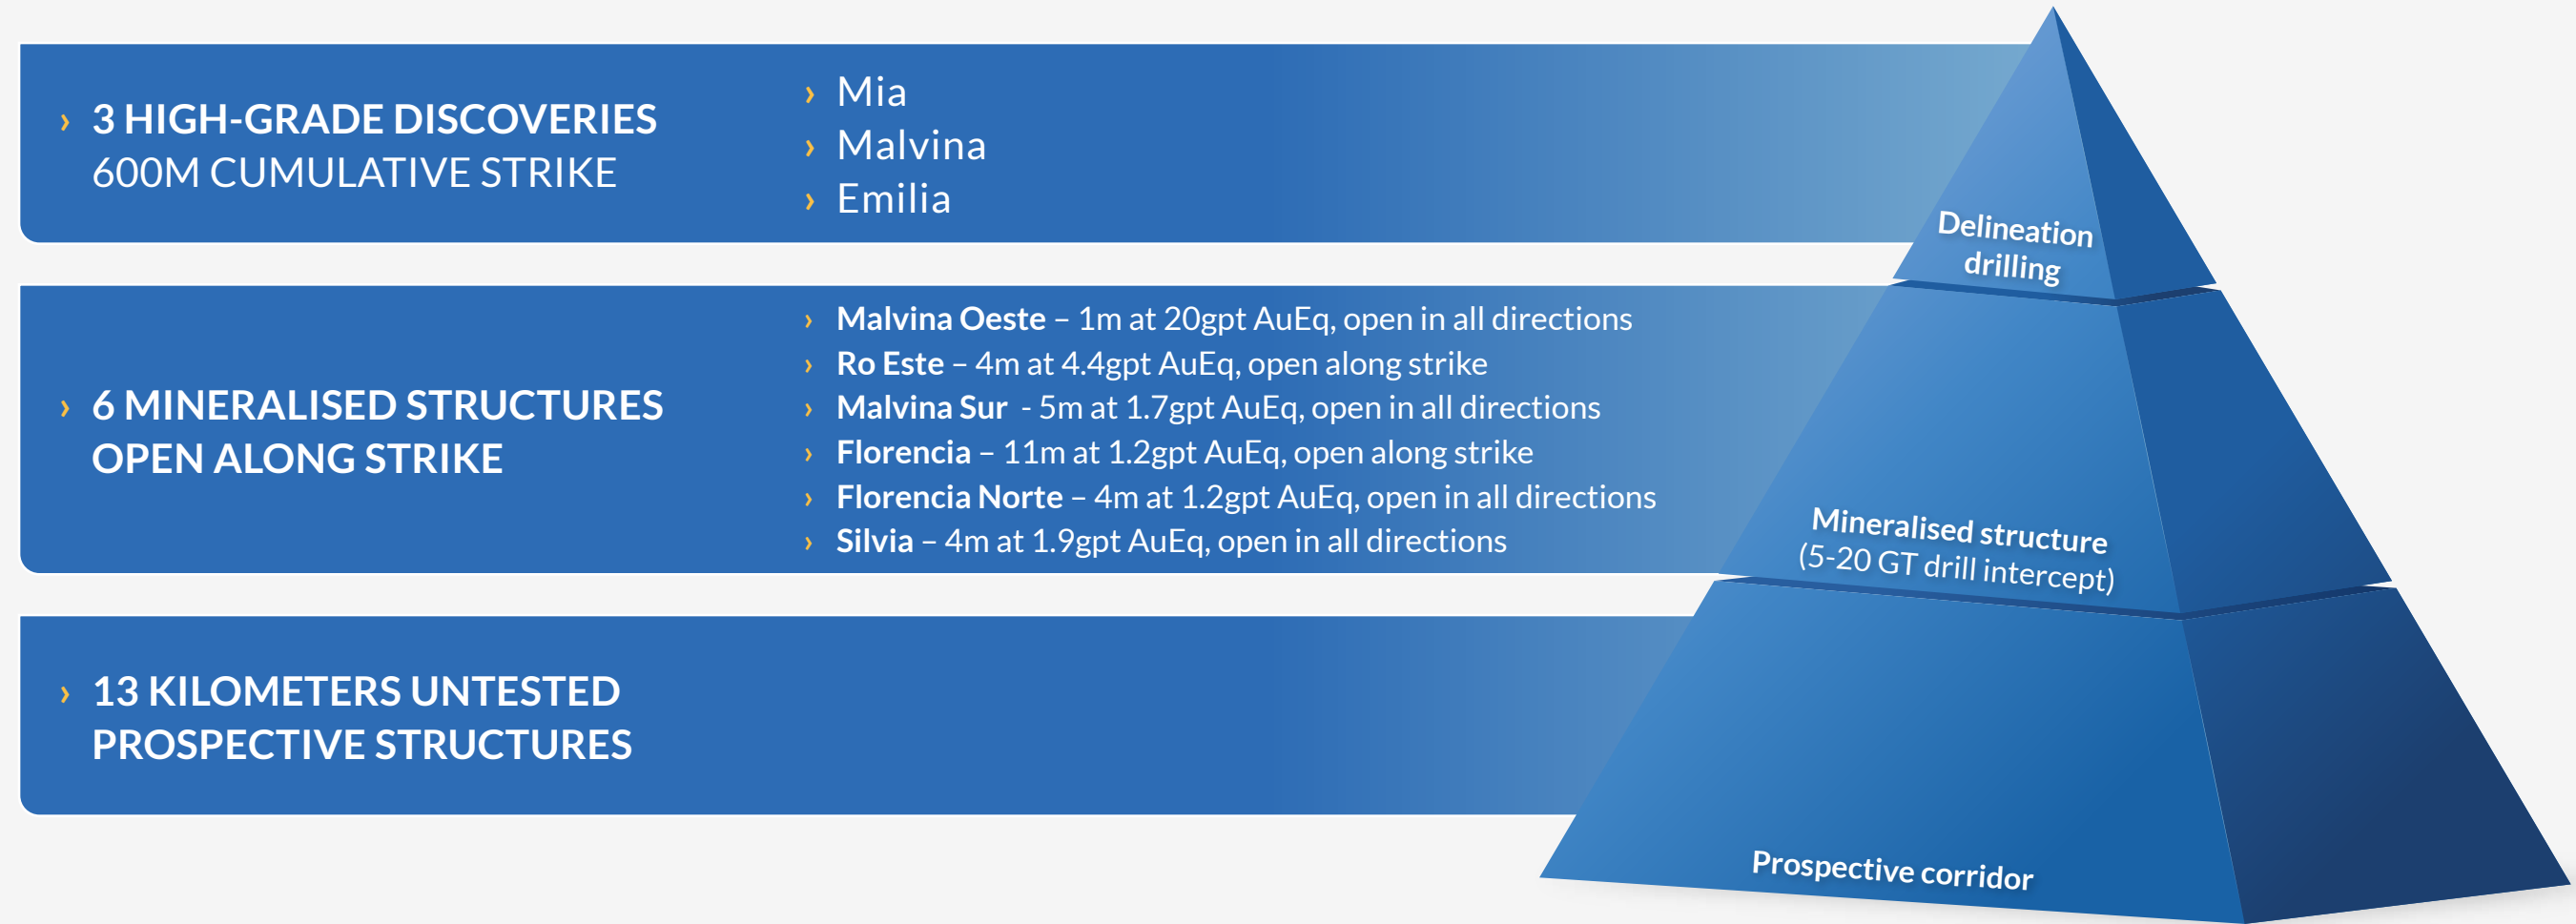 › 3 HIGH-GRADE DISCOVERIES
600M CUMULATIVE STRIKE
› Mia
› Malvina
› Emilia
Delineation
drilling
› 6 MINERALISED STRUCTURES
OPEN ALONG STRIKE
› Malvina Oeste – 1m at 20gpt AuEq, open in all directions
› Ro Este – 4m at 4.4gpt AuEq, open along strike
› Malvina Sur - 5m at 1.7gpt AuEq, open in all directions
› Florencia – 11m at 1.2gpt AuEq, open along strike
› Florencia Norte – 4m at 1.2gpt AuEq, open in all directions
› Silvia – 4m at 1.9gpt AuEq, open in all directions
Mineralised structure
(5-20 GT drill intercept)
› 13 KILOMETERS UNTESTED
PROSPECTIVE STRUCTURES
Prospective corridor